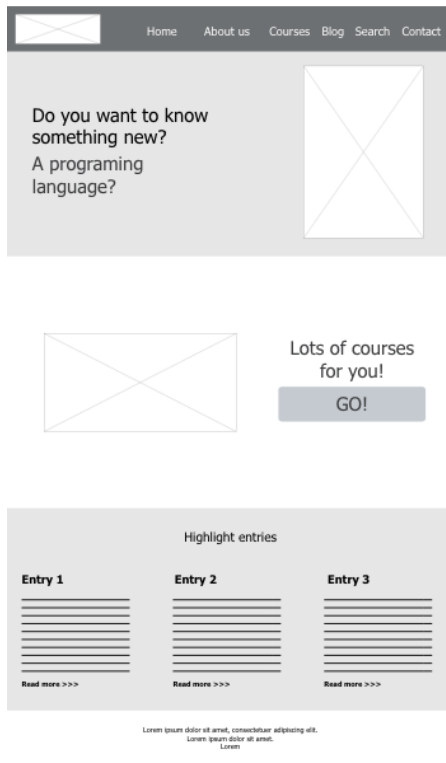 Home About us Courses Blog Search Contact
Do you want to know
something new?
A programing
language?
Lots of courses
for you!
GO!
Highlight entries
Entry 1
Read more >>>
Entry 2
Read more >>>
Entry 3
Read more >>>
Lorem ipsum dolor sit amet, consectetuer adipiscing elit.
Lorem ipsum dolor sit amet.
Lorem